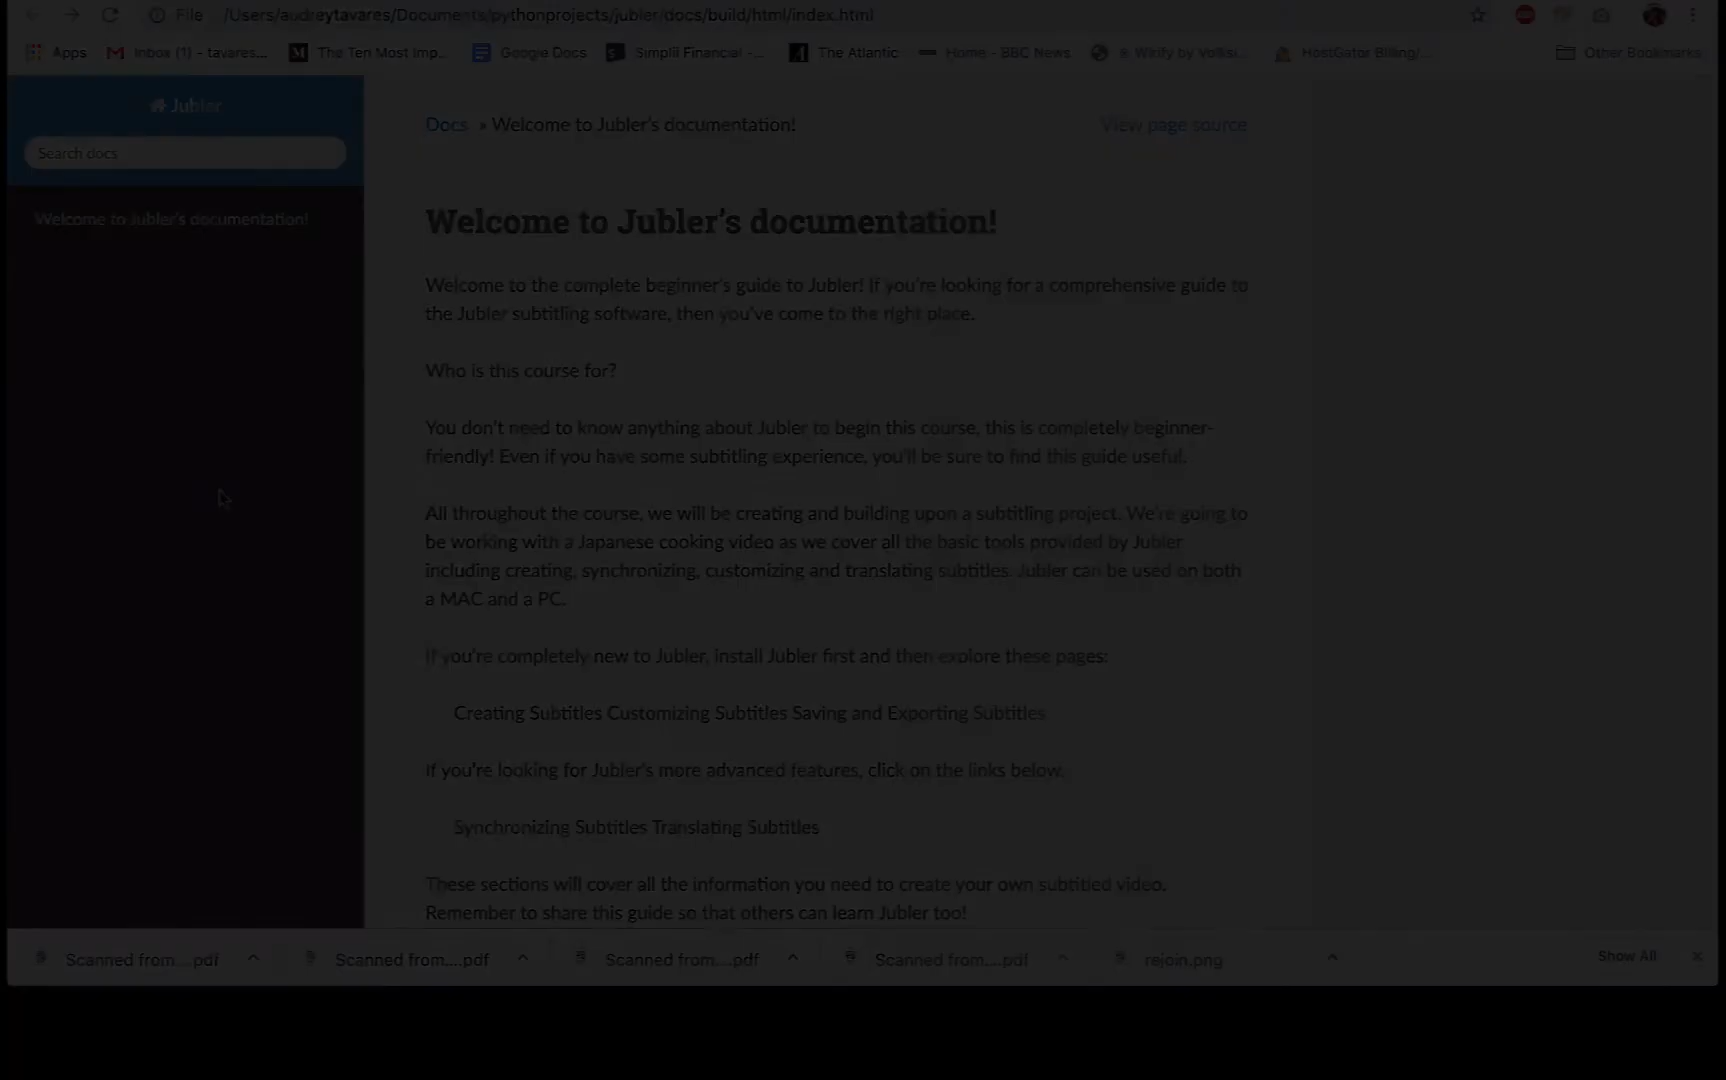 File /Users/audreytavares/Documents/pythonprojects/jubler/docs/build/html/index.html
Apps Inbox (1) - tavares... The Ten Most Imp... Google Docs Simplii Financial -... The Atlantic Home - BBC News HostGator Billing/... Other Bookmarks
Jubler
Search docs
Welcome to Jubler's documentation!
Docs » Welcome to Jubler's documentation! View page source
Welcome to Jubler's documentation!
Welcome to the complete beginner's guide to Jubler! If you're looking for a comprehensive guide to
the Jubler subtitling software, then you've come to the right place.
Who is this course for?
You don't need to know anything about Jubler to begin this course, this is completely beginner-
friendly! Even if you have some subtitling experience, you'll be sure to find this guide useful.
All throughout the course, we will be creating and building upon a subtitling project. We're going to
be working with a Japanese cooking video as we cover all the basic tools provided by Jubler
including creating, synchronizing, customizing and translating subtitles. Jubler can be used on both
a MAC and a PC.
If you're completely new to Jubler, install Jubler first and then explore these pages:
Creating Subtitles Customizing Subtitles Saving and Exporting Subtitles
If you're looking for Jubler's more advanced features, click on the links below.
Synchronizing Subtitles Translating Subtitles
These sections will cover all the information you need to create your own subtitled video.
Remember to share this guide so that others can learn Jubler too!
Scanned from....pdf Scanned from....pdf Scanned from....pdf Scanned from....pdf rejoin.png Show All